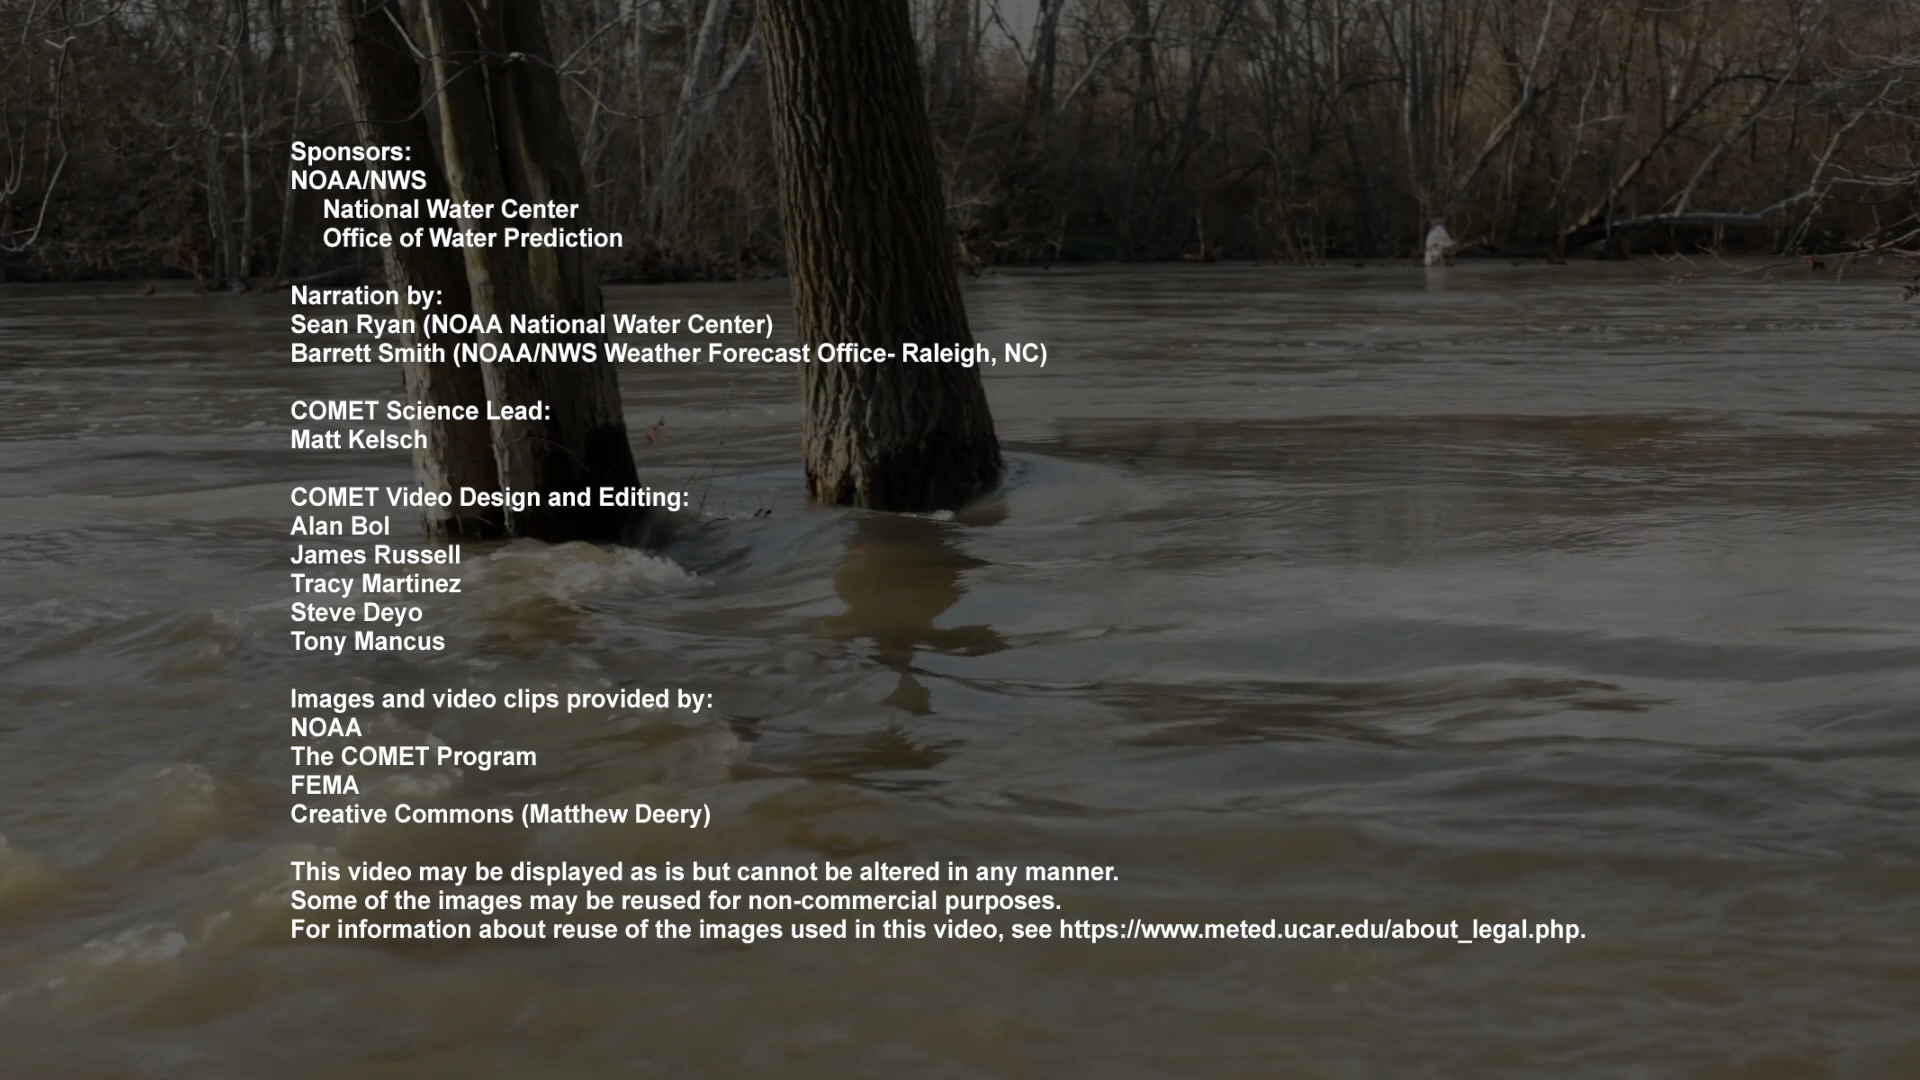 Sponsors:
NOAA/NWS
National Water Center
Office of Water Prediction
Narration by:
Sean Ryan (NOAA National Water Center)
Barrett Smith (NOAA/NWS Weather Forecast Office- Raleigh, NC)
COMET Science Lead:
Matt Kelsch
COMET Video Design and Editing:
Alan Bol
James Russell
Tracy Martinez
Steve Deyo
Tony Mancus
Images and video clips provided by:
NOAA
The COMET Program
FEMA
Creative Commons (Matthew Deery)
This video may be displayed as is but cannot be altered in any manner.
Some of the images may be reused for non-commercial purposes.
For information about reuse of the images used in this video, see https://www.meted.ucar.edu/about_legal.php.